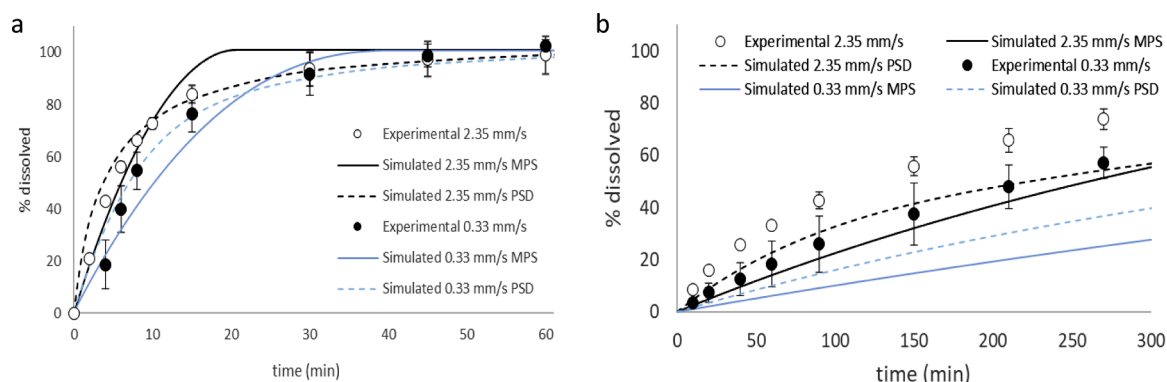 a
% dissolved
100
80
60
40
20
0
0 10 20 30 40 50 60
time (min)
Experimental 2.35 mm/s
Simulated 2.35 mm/s MPS
Simulated 2.35 mm/s PSD
Experimental 0.33 mm/s
Simulated 0.33 mm/s MPS
Simulated 0.33 mm/s PSD
b
% dissolved
100
80
60
40
20
0
0 50 100 150 200 250 300
time (min)
Experimental 2.35 mm/s Simulated 2.35 mm/s MPS
Simulated 2.35 mm/s PSD Experimental 0.33 mm/s
Simulated 0.33 mm/s MPS Simulated 0.33 mm/s PSD